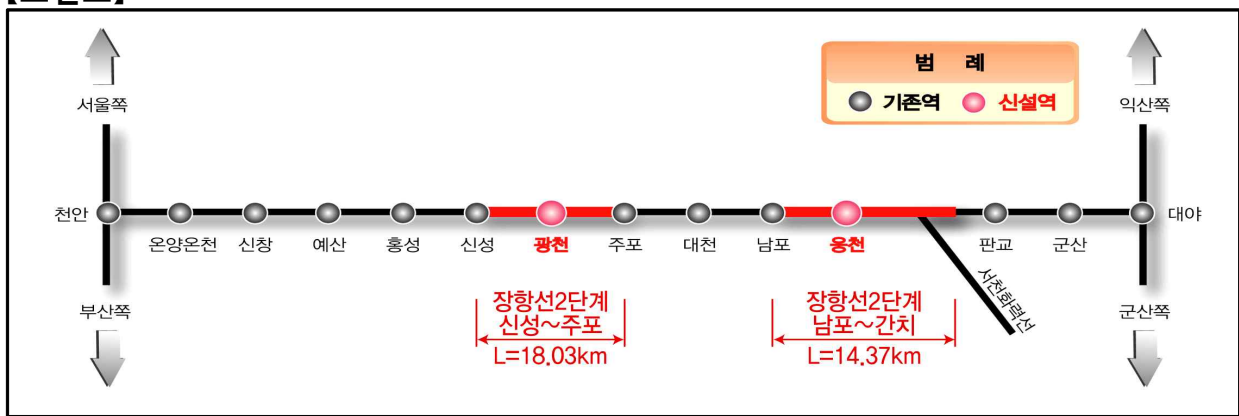 범 례
기존역 신설역
서울쪽
익산쪽
천안
대야
온양온천 신창 예산 홍성 신성 광천 주포 대천 남포 웅천 판교 군산
서천화력선
부산쪽
군산쪽
장항선2단계
신성~주포
L=18.03km
장항선2단계
남포~간치
L=14.37km